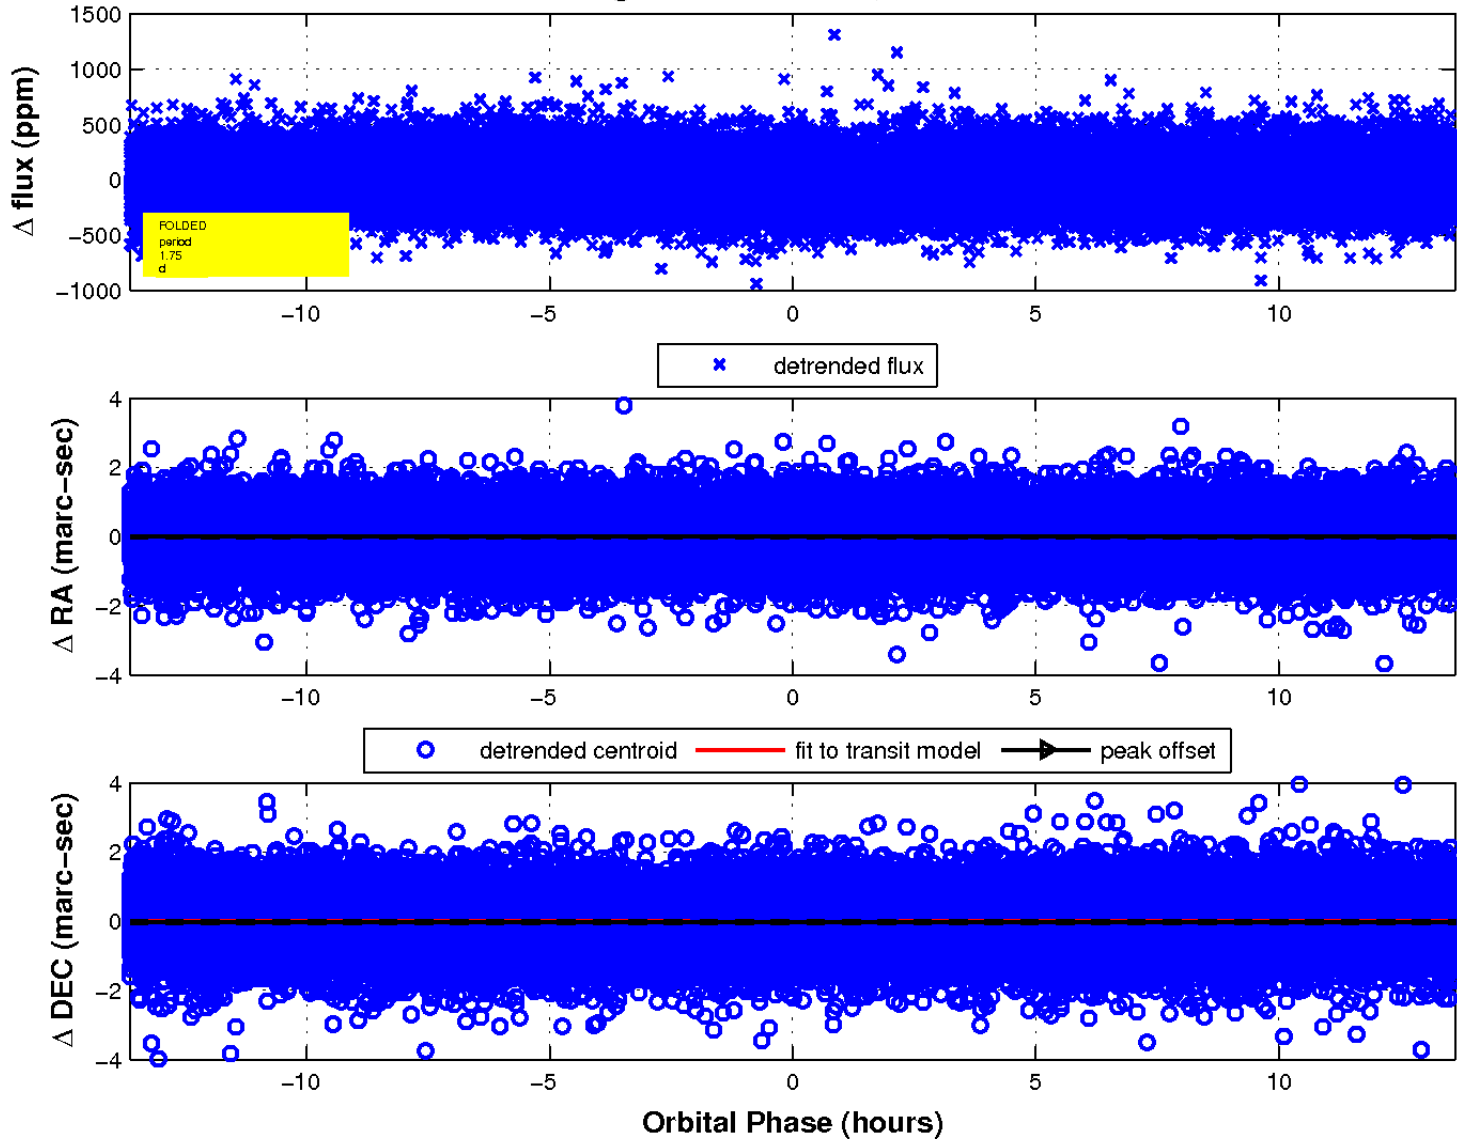 1500
1000
500
0
−500
−1000
Δ flux (ppm)
FOLDED
period
1.75
d
−10 −5 0 5 10
detrended flux
4
2
0
−2
−4
Δ RA (marc−sec)
−10 −5 0 5 10
detrended centroid fit to transit model peak offset
4
2
0
−2
−4
Δ DEC (marc−sec)
−10 −5 0 5 10
Orbital Phase (hours)